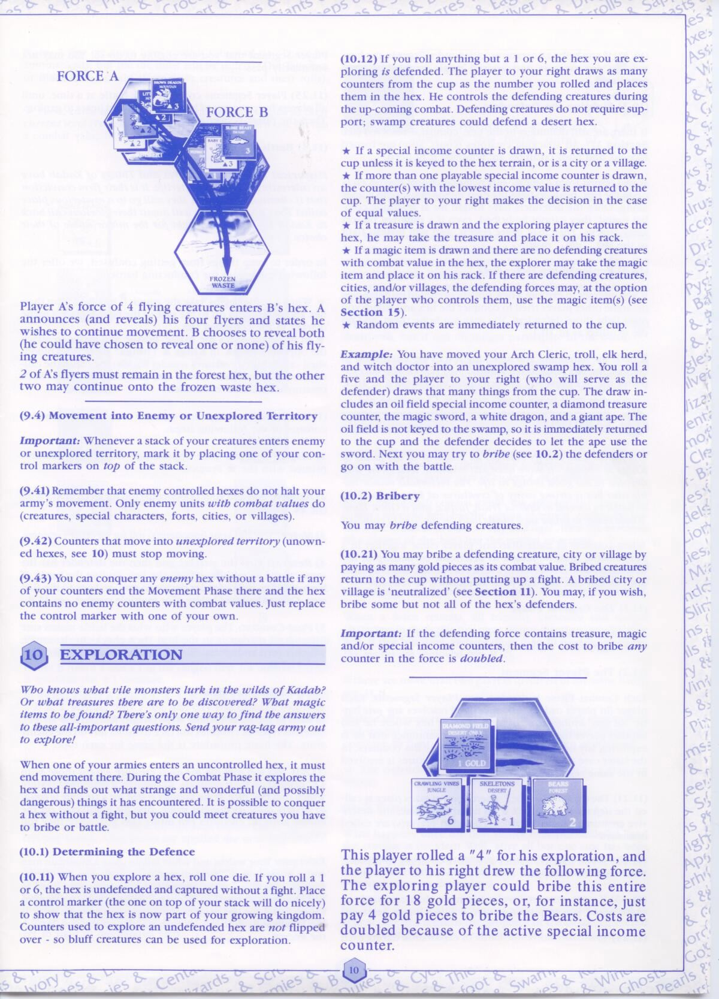 FORCE A
BROWN DRAGON
MOUNTAIN
3
2
2
2
DESERT
FORCE B
SLIME BEAST
SWAMP
3
3
FROZEN
WASTE
Player A's force of 4 flying creatures enters B's hex. A
announces (and reveals) his four flyers and states he
wishes to continue movement. B chooses to reveal both
(he could have chosen to reveal one or none) of his fly-
ing creatures.
2 of A's flyers must remain in the forest hex, but the other
two may continue onto the frozen waste hex.
(9.4) Movement into Enemy or Unexplored Territory
Important: Whenever a stack of your creatures enters enemy
or unexplored territory, mark it by placing one of your con-
trol markers on top of the stack.
(9.41) Remember that enemy controlled hexes do not halt your
army's movement. Only enemy units with combat values do
(creatures, special characters, forts, cities, or villages).
(9.42) Counters that move into unexplored territory (unown-
ed hexes, see 10) must stop moving.
(9.43) You can conquer any enemy hex without a battle if any
of your counters end the Movement Phase there and the hex
contains no enemy counters with combat values. Just replace
the control marker with one of your own.
10 EXPLORATION
Who knows what vile monsters lurk in the wilds of Kadab?
Or what treasures there are to be discovered? What magic
items to be found? There's only one way to find the answers
to these all-important questions. Send your rag-tag army out
to explore!
When one of your armies enters an uncontrolled hex, it must
end movement there. During the Combat Phase it explores the
hex and finds out what strange and wonderful (and possibly
dangerous) things it has encountered. It is possible to conquer
a hex without a fight, but you could meet creatures you have
to bribe or battle.
(10.1) Determining the Defence
(10.11) When you explore a hex, roll one die. If you roll a 1
or 6, the hex is undefended and captured without a fight. Place
a control marker (the one on top of your stack will do nicely)
to show that the hex is now part of your growing kingdom.
Counters used to explore an undefended hex are not flipped
over - so bluff creatures can be used for exploration.
(10.12) If you roll anything but a 1 or 6, the hex you are ex-
ploring is defended. The player to your right draws as many
counters from the cup as the number you rolled and places
them in the hex. He controls the defending creatures during
the up-coming combat. Defending creatures do not require sup-
port; swamp creatures could defend a desert hex.
★ If a special income counter is drawn, it is returned to the
cup unless it is keyed to the hex terrain, or is a city or a village.
★ If more than one playable special income counter is drawn,
the counter(s) with the lowest income value is returned to the
cup. The player to your right makes the decision in the case
of equal values.
★ If a treasure is drawn and the exploring player captures the
hex, he may take the treasure and place it on his rack.
★ If a magic item is drawn and there are no defending creatures
with combat value in the hex, the explorer may take the magic
item and place it on his rack. If there are defending creatures,
cities, and/or villages, the defending forces may, at the option
of the player who controls them, use the magic item(s) (see
Section 15).
★ Random events are immediately returned to the cup.
Example: You have moved your Arch Cleric, troll, elk herd,
and witch doctor into an unexplored swamp hex. You roll a
five and the player to your right (who will serve as the
defender) draws that many things from the cup. The draw in-
cludes an oil field special income counter, a diamond treasure
counter, the magic sword, a white dragon, and a giant ape. The
oil field is not keyed to the swamp, so it is immediately returned
to the cup and the defender decides to let the ape use the
sword. Next you may try to bribe (see 10.2) the defenders or
go on with the battle.
(10.2) Bribery
You may bribe defending creatures.
(10.21) You may bribe a defending creature, city or village by
paying as many gold pieces as its combat value. Bribed creatures
return to the cup without putting up a fight. A bribed city or
village is 'neutralized' (see Section 11). You may, if you wish,
bribe some but not all of the hex's defenders.
Important: If the defending force contains treasure, magic
and/or special income counters, then the cost to bribe any
counter in the force is doubled.
DIAMOND FIELD
DESERT ONLY
1 GOLD
CRAWLING VINES
JUNGLE
6
SKELETONS
DESERT
1
BEARS
FOREST
2
This player rolled a "4" for his exploration, and
the player to his right drew the following force.
The exploring player could bribe this entire
force for 18 gold pieces, or, for instance, just
pay 4 gold pieces to bribe the Bears. Costs are
doubled because of the active special income
counter.
10